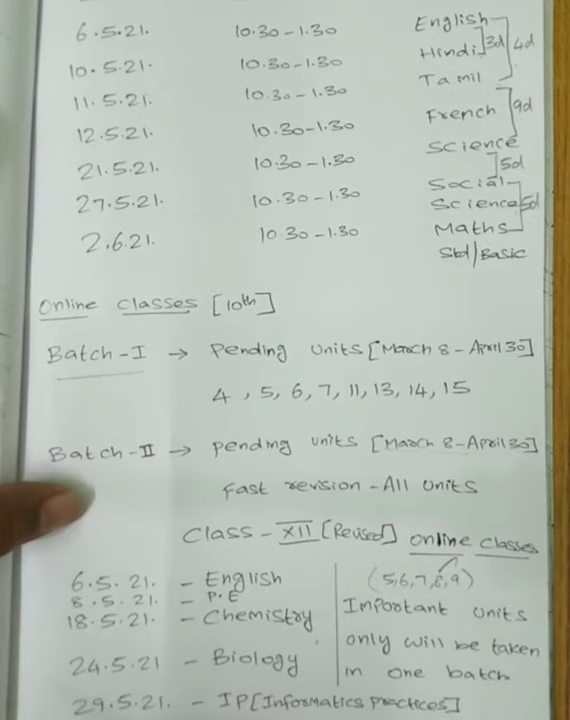 6.5.21. 10.30-1.30 English
10.5.21. 10.30-1.30 Hindi ]3d ]4d
11.5.21. 10.30-1.30 Tamil
12.5.21. 10.30-1.30 French ]9d
21.5.21. 10.30-1.30 Science ]5d
27.5.21. 10.30-1.30 Social Science ]5d
2.6.21. 10.30-1.30 Maths
Std/Basic
Online classes [10th]
Batch-I → Pending Units [March 8-April 30]
4, 5, 6, 7, 11, 13, 14, 15
Batch-II → pending units [March 8-April 30]
Fast revision - All units
Class - XII [Revised] online classes
6.5.21. - English (5,6,7,8,9)
8.5.21. - P.E
18.5.21. - Chemistry Important units
only will be taken
24.5.21 - Biology in one batch
29.5.21. - IP [Informatics practices]